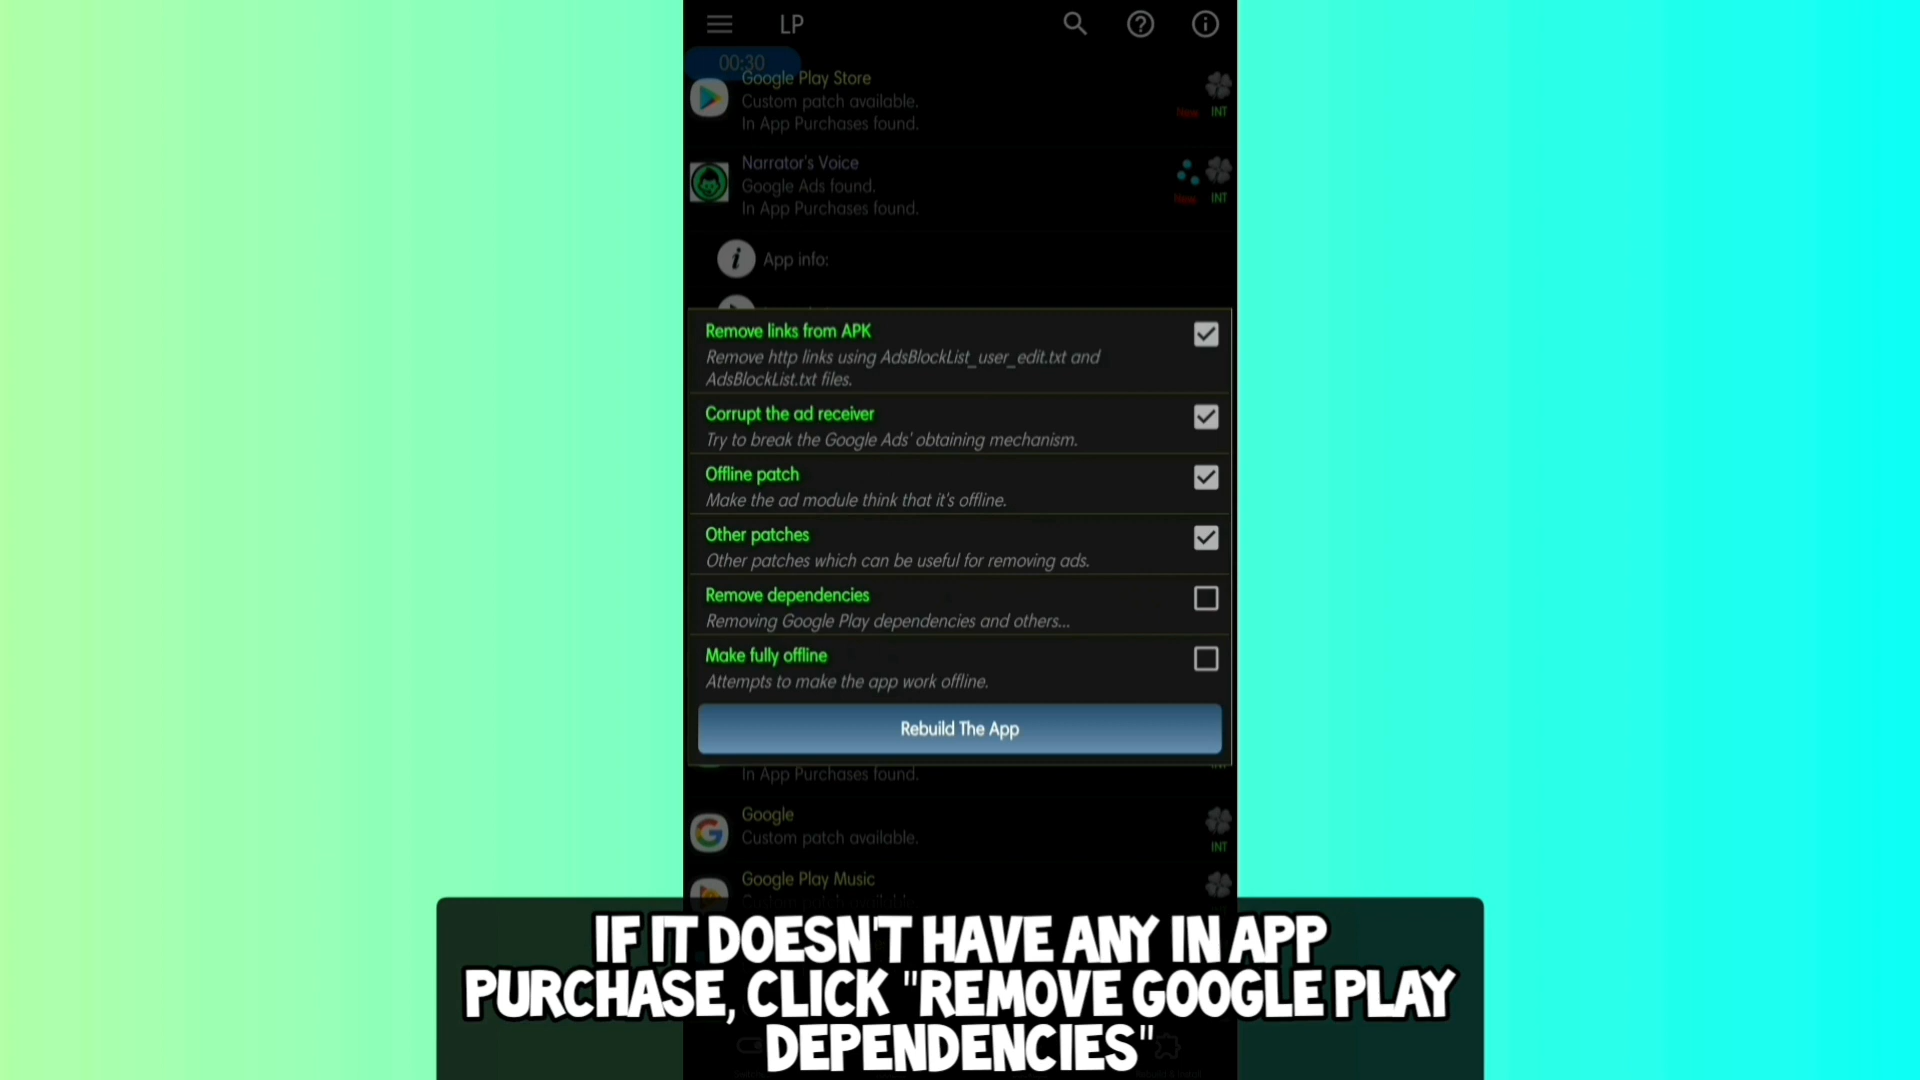 LP
00:30
Google Play Store
Custom patch available.
In App Purchases found.
New INT
Narrator's Voice
Google Ads found.
In App Purchases found.
New INT
App info:
Remove links from APK
Remove http links using AdsBlockList_user_edit.txt and
AdsBlockList.txt files.
Corrupt the ad receiver
Try to break the Google Ads' obtaining mechanism.
Offline patch
Make the ad module think that it's offline.
Other patches
Other patches which can be useful for removing ads.
Remove dependencies
Removing Google Play dependencies and others...
Make fully offline
Attempts to make the app work offline.
Rebuild The App
In App Purchases found.
Google
Custom patch available.
INT
Google Play Music
Custom patch available.
IF IT DOESN'T HAVE ANY IN APP
PURCHASE, CLICK "REMOVE GOOGLE PLAY
DEPENDENCIES"